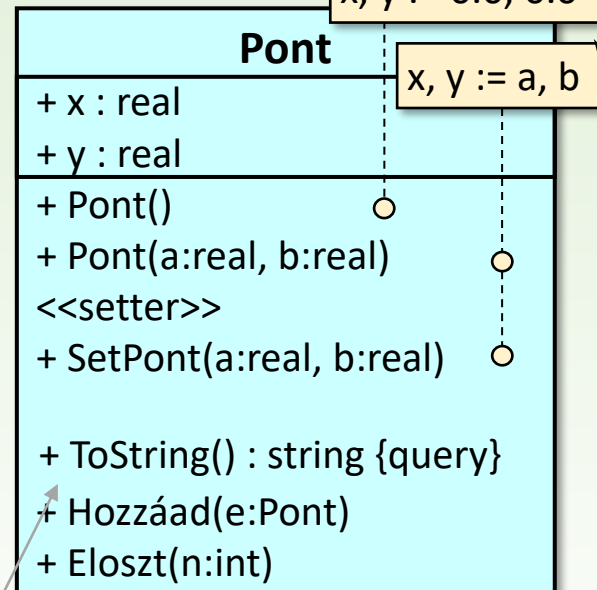 Pont
x, y := a, b
+ x : real
+ y : real
+ Pont()
+ Pont(a:real, b:real)
<<setter>>
+ SetPont(a:real, b:real)
+ ToString() : string {query}
+ Hozzáad(e:Pont)
+ Eloszt(n:int)